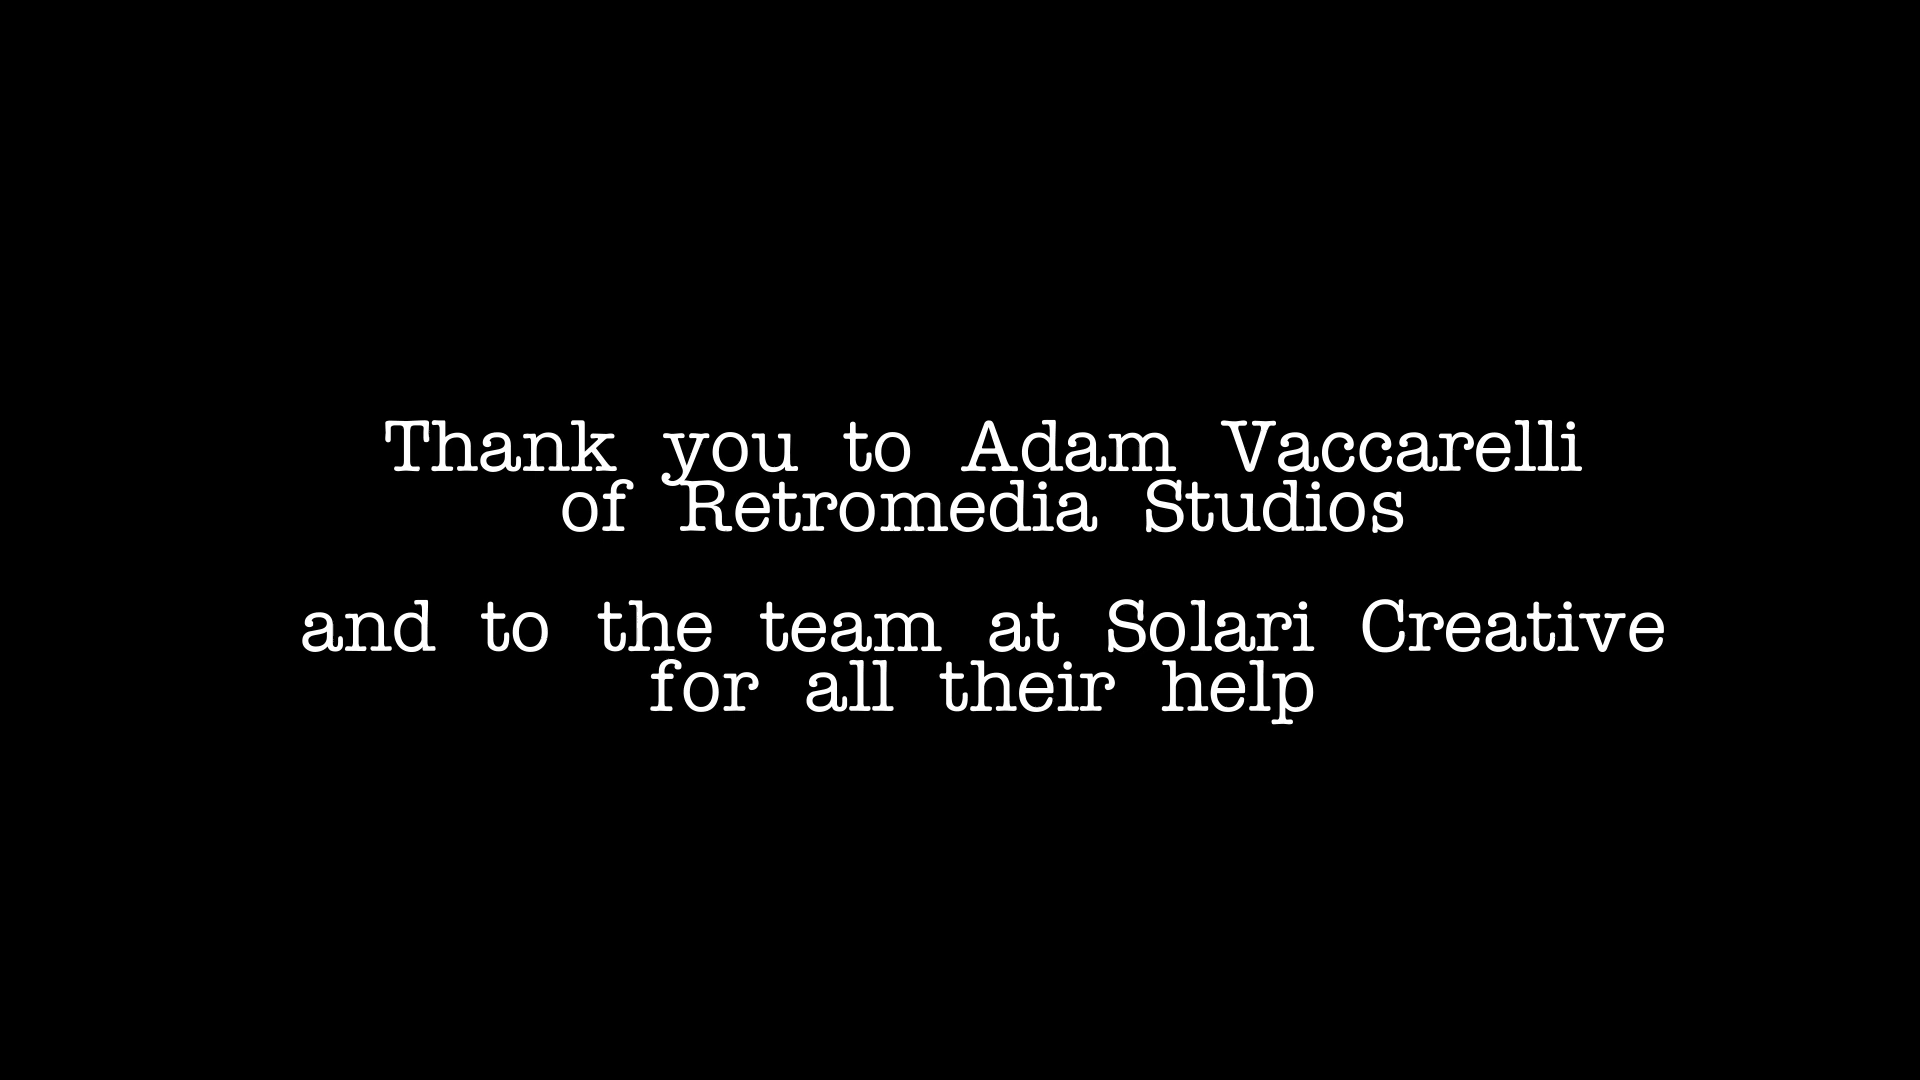 Thank you to Adam Vaccarelli
of Retromedia Studios
and to the team at Solari Creative
for all their help